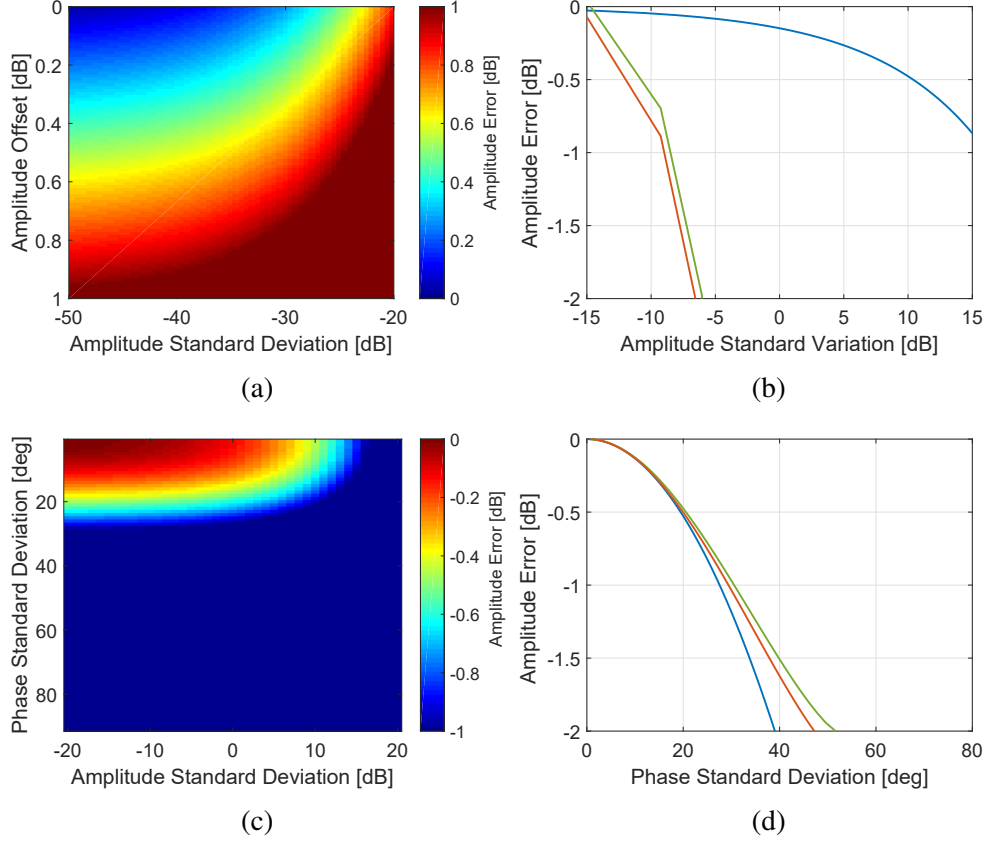 0
0.2
0.4
0.6
0.8
1
Amplitude Offset [dB]
-50 -40 -30 -20
Amplitude Standard Deviation [dB]
1
0.8
0.6
0.4
0.2
0
Amplitude Error [dB]
(a)
0
-0.5
-1
-1.5
-2
Amplitude Error [dB]
-15 -10 -5 0 5 10 15
Amplitude Standard Variation [dB]
(b)
20
40
60
80
Phase Standard Deviation [deg]
-20 -10 0 10 20
Amplitude Standard Deviation [dB]
0
-0.2
-0.4
-0.6
-0.8
-1
Amplitude Error [dB]
(c)
0
-0.5
-1
-1.5
-2
Amplitude Error [dB]
0 20 40 60 80
Phase Standard Deviation [deg]
(d)